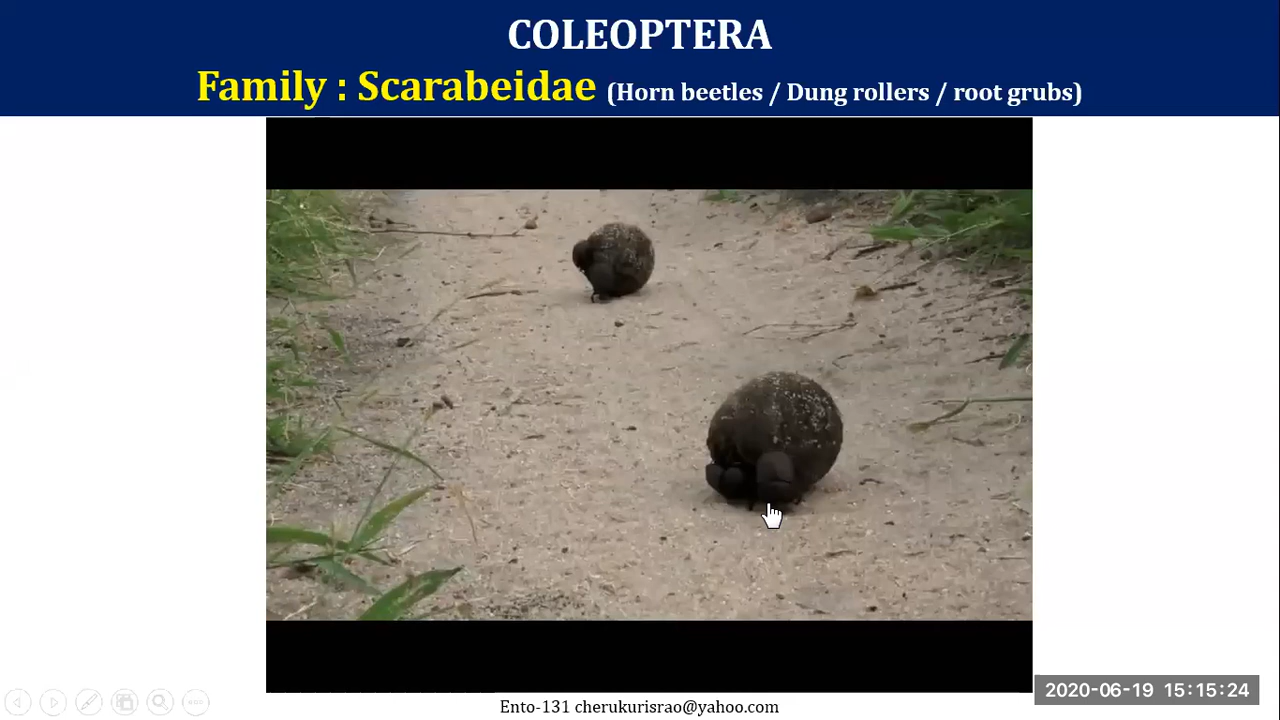 COLEOPTERA
Family : Scarabeidae (Horn beetles / Dung rollers / root grubs)
2020-06-19 15:15:24
Ento-131 cherukurisrao@yahoo.com